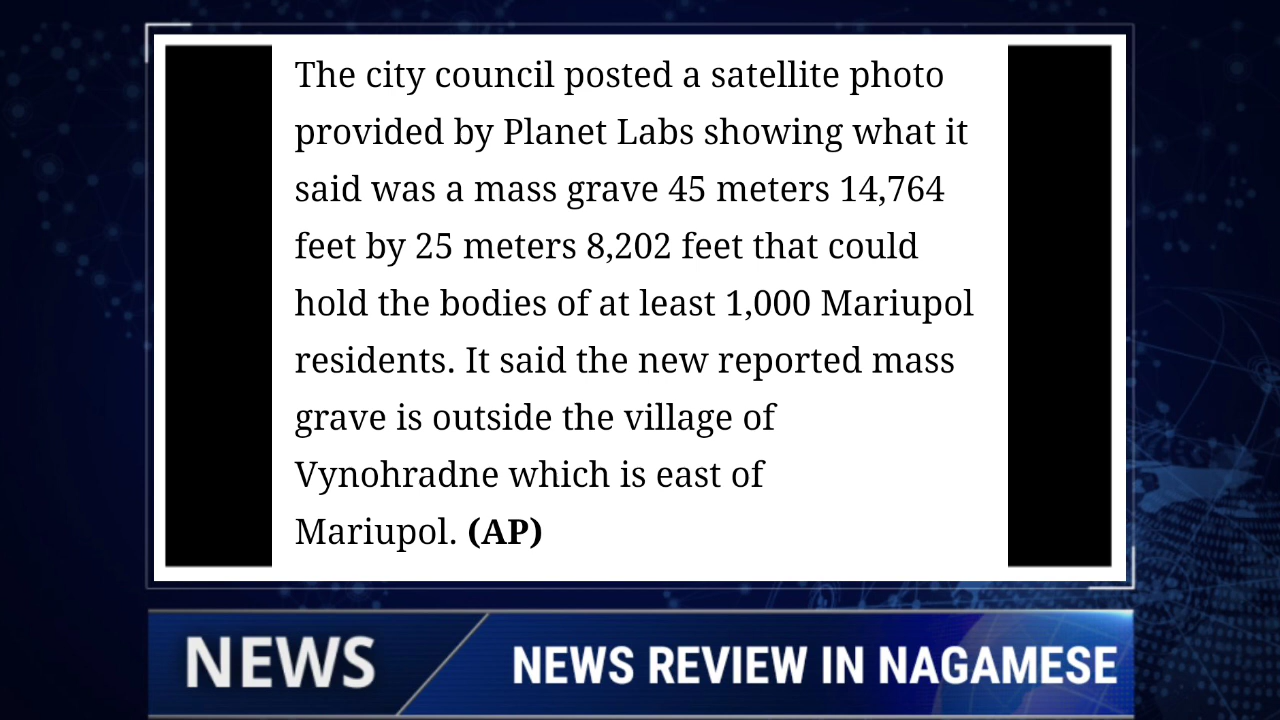 The city council posted a satellite photo
provided by Planet Labs showing what it
said was a mass grave 45 meters 14,764
feet by 25 meters 8,202 feet that could
hold the bodies of at least 1,000 Mariupol
residents. It said the new reported mass
grave is outside the village of
Vynohradne which is east of
Mariupol. (AP)
NEWS
NEWS REVIEW IN NAGAMESE